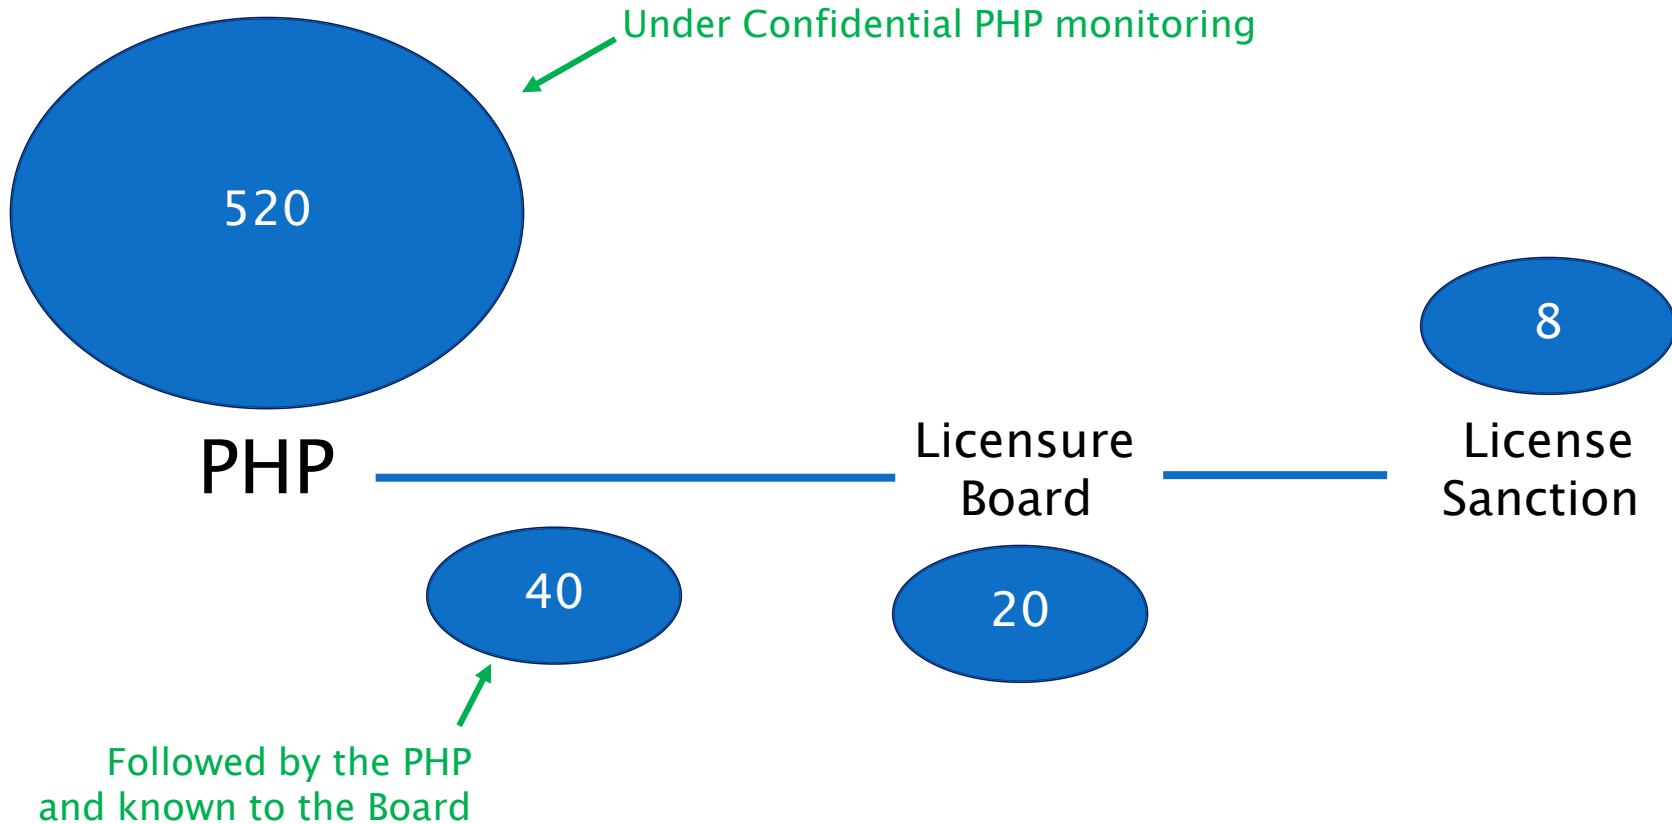 Under Confidential PHP monitoring
520
8
PHP
Licensure
Board
License
Sanction
40
20
Followed by the PHP
and known to the Board